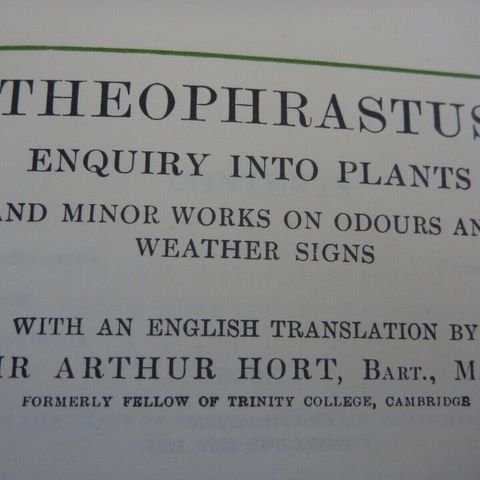 THEOPHRASTUS
ENQUIRY INTO PLANTS
AND MINOR WORKS ON ODOURS AN
WEATHER SIGNS
WITH AN ENGLISH TRANSLATION BY
IR ARTHUR HORT, BART., M.
FORMERLY FELLOW OF TRINITY COLLEGE, CAMBRIDGE